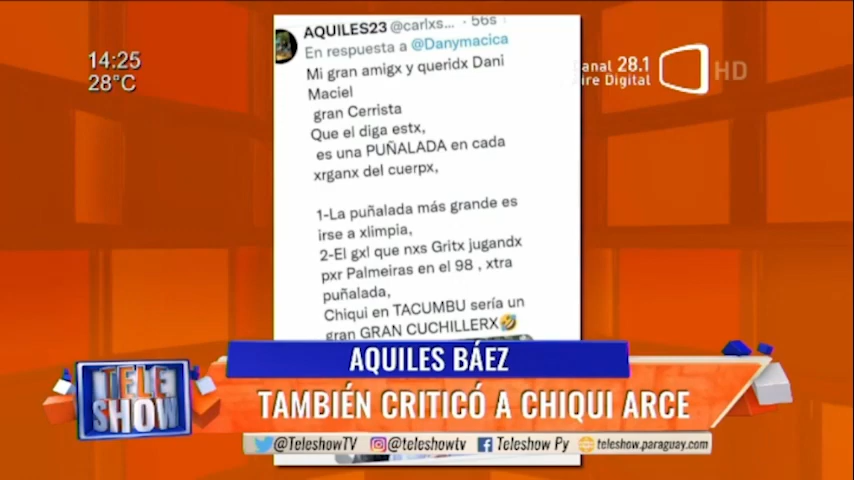 AQUILES23 @carlxs... · 56s
En respuesta a @Danymacica
Mi gran amigx y queridx Dani
Maciel
gran Cerrista
Que el diga estx,
es una PUÑALADA en cada
xrganx del cuerpx,
1-La puñalada más grande es
irse a xlimpia,
2-El gxl que nxs Gritx jugandx
pxr Palmeiras en el 98 , xtra
puñalada,
Chiqui en TACUMBU sería un
gran GRAN CUCHILLERX🤣
14:25
28°C
anal 28.1
ire Digital
HD
AQUILES BÁEZ
TAMBIÉN CRITICÓ A CHIQUI ARCE
TELE
SHOW
@TeleshowTV @teleshowtv Teleshow Py teleshow.paraguay.com